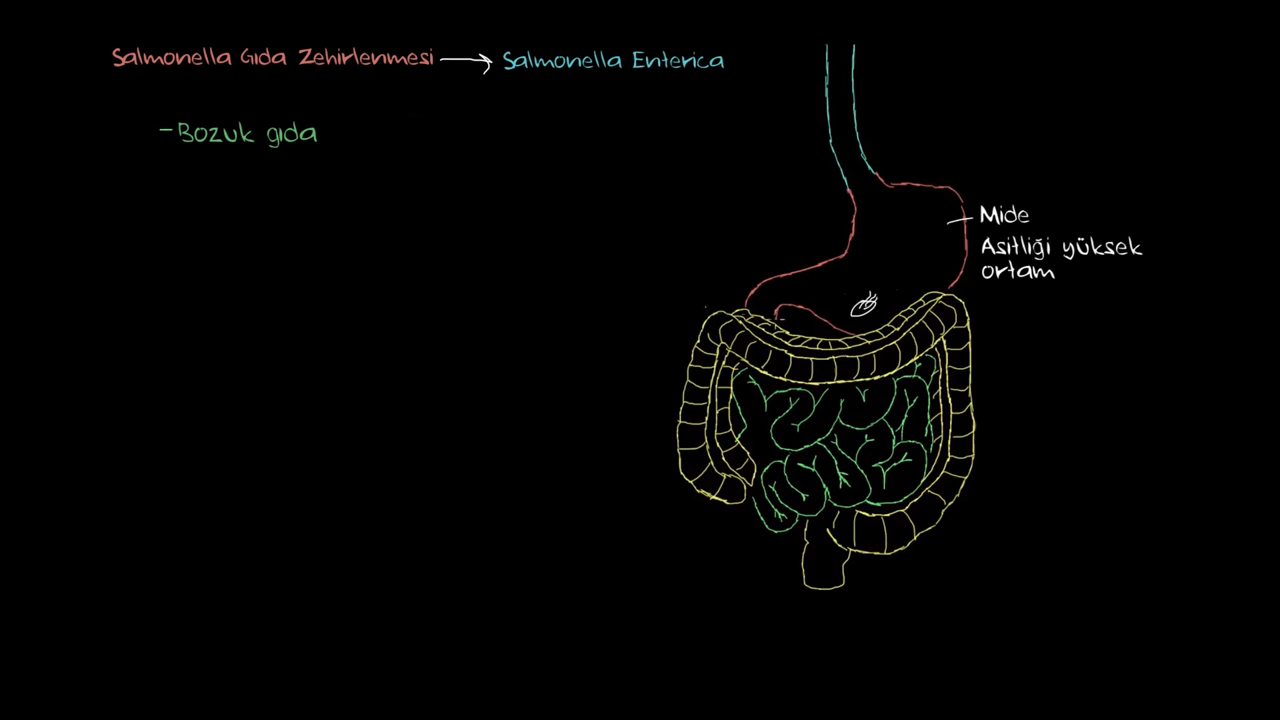 Salmonella Gıda Zehirlenmesi → Salmonella Enterica
- Bozuk gıda
Mide
Asitliği yüksek
ortam